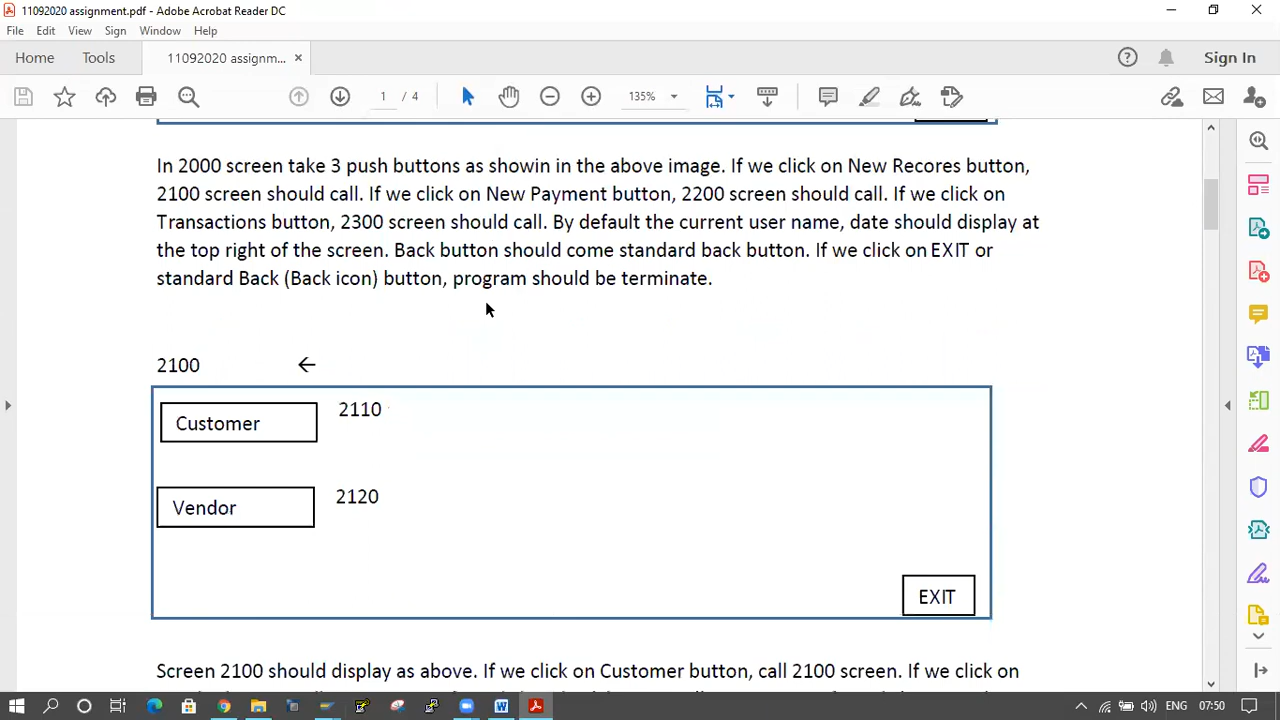 11092020 assignment.pdf - Adobe Acrobat Reader DC
File Edit View Sign Window Help
Home Tools 11092020 assignm... × Sign In
1 / 4 135%
In 2000 screen take 3 push buttons as showin in the above image. If we click on New Recores button,
2100 screen should call. If we click on New Payment button, 2200 screen should call. If we click on
Transactions button, 2300 screen should call. By default the current user name, date should display at
the top right of the screen. Back button should come standard back button. If we click on EXIT or
standard Back (Back icon) button, program should be terminate.
2100 ←
Customer 2110
Vendor 2120
EXIT
Screen 2100 should display as above. If we click on Customer button, call 2100 screen. If we click on
ENG 07:50